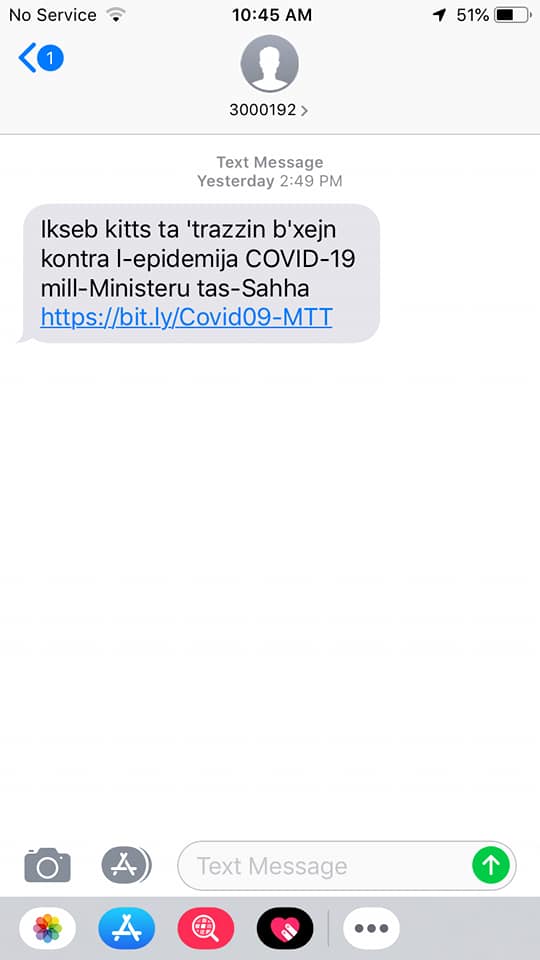 No Service 10:45 AM 51%
1
3000192
Text Message
Yesterday 2:49 PM
Ikseb kitts ta 'trazzin b'xejn
kontra l-epidemija COVID-19
mill-Ministeru tas-Sahha
https://bit.ly/Covid09-MTT
Text Message